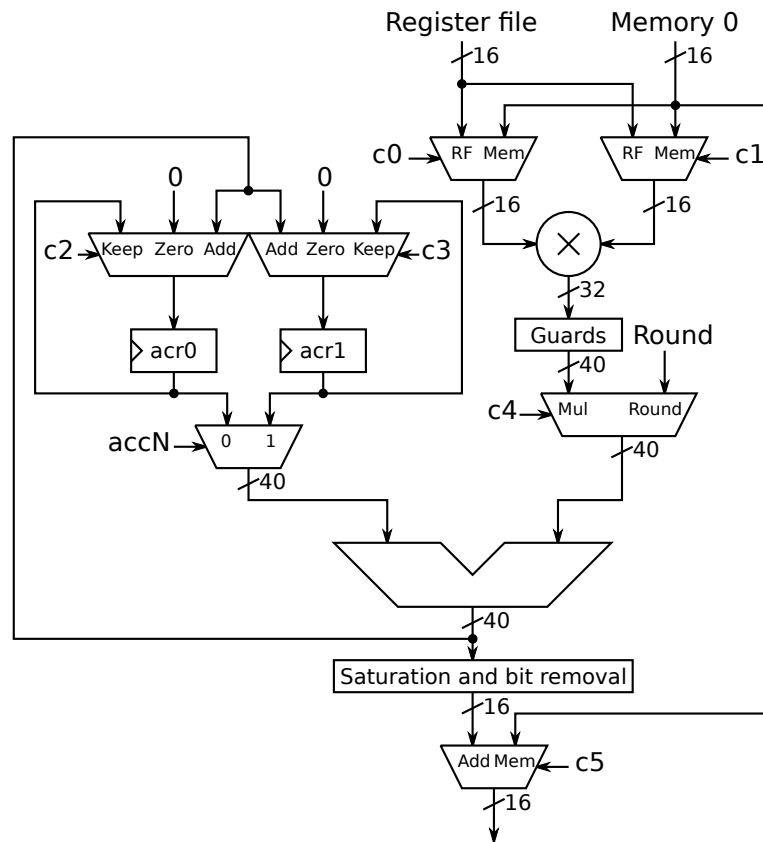 Register file Memory 0
16 16
c0 RF Mem RF Mem c1
0 0
16 16
c2 Keep Zero Add Add Zero Keep c3
×
32
Guards Round
acr0 acr1
40
c4 Mul Round
accN 0 1
40 40
40
Saturation and bit removal
16
Add Mem c5
16